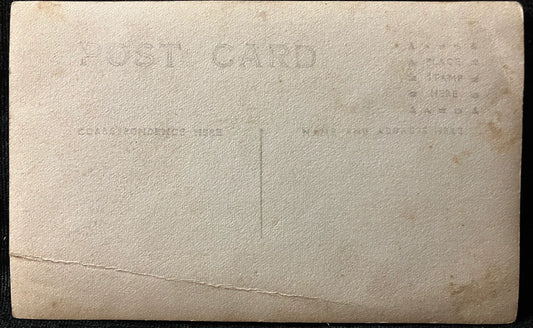 POST CARD
PLACE
STAMP
HERE
CORRESPONDENCE HERE
NAME AND ADDRESS HERE